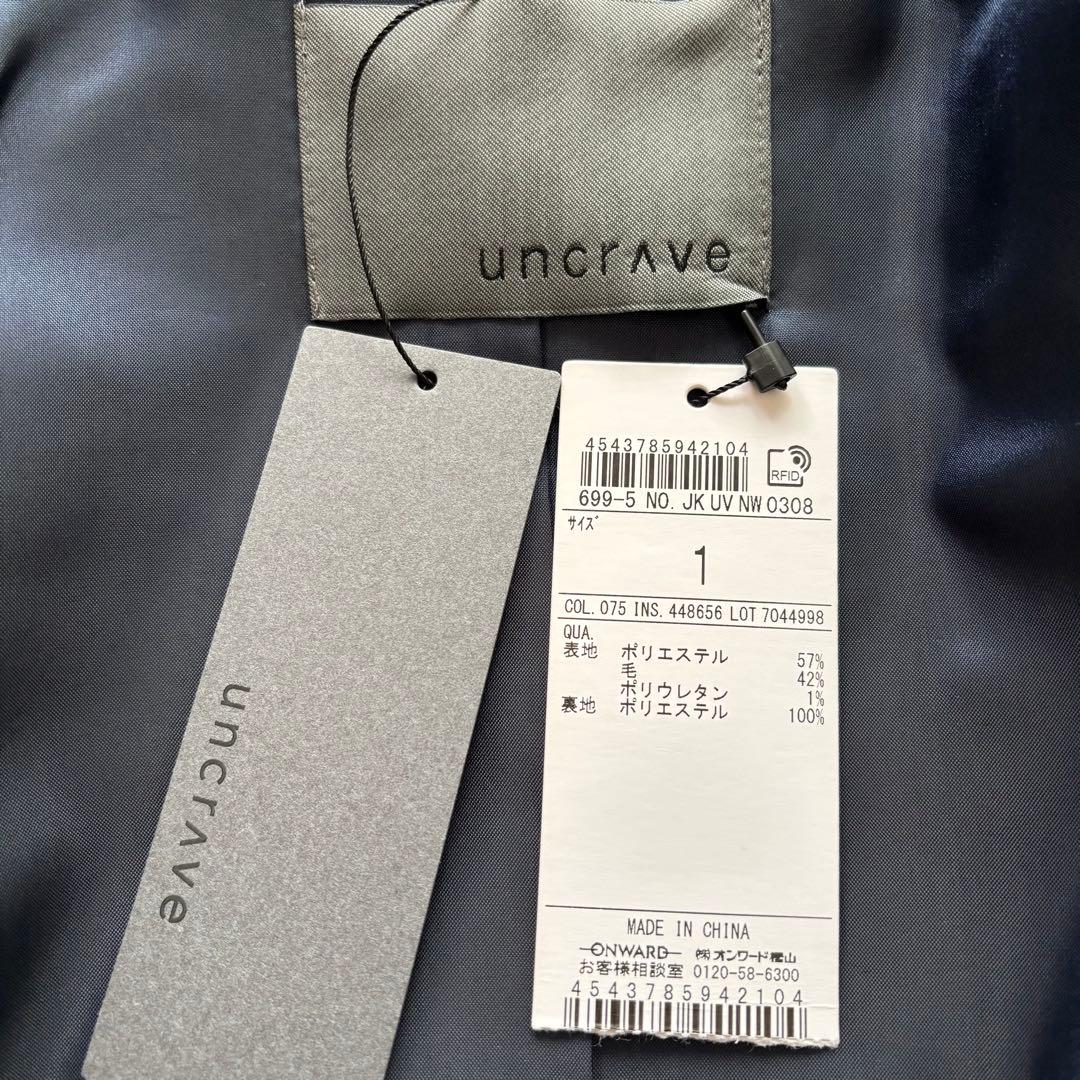 uncrʌve
uncrʌve
4543785942104
RFID
699-5 NO. JK UV NW 0308
サイズ
1
COL. 075 INS. 448656 LOT 7044998
QUA.
表地 ポリエステル 57%
毛 42%
ポリウレタン 1%
裏地 ポリエステル 100%
MADE IN CHINA
ONWARD ㈱オンワード樫山
お客様相談室 0120-58-6300
4543785942104